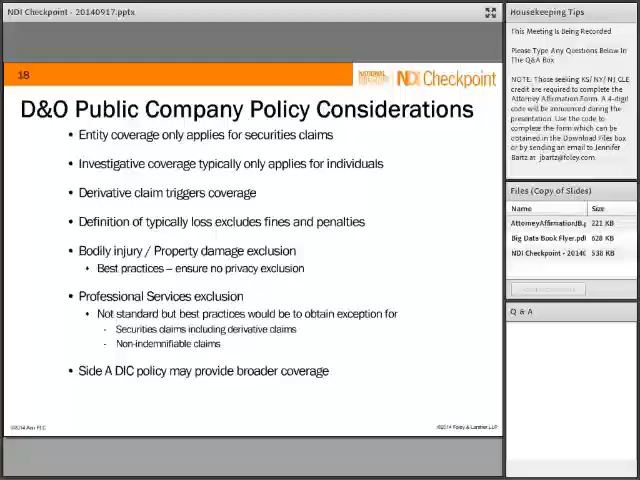 NDI Checkpoint - 20140917.pptx
18
NATIONAL
NDI Checkpoint
D&O Public Company Policy Considerations
• Entity coverage only applies for securities claims
• Investigative coverage typically only applies for individuals
• Derivative claim triggers coverage
• Definition of typically loss excludes fines and penalties
• Bodily injury / Property damage exclusion
• Best practices – ensure no privacy exclusion
• Professional Services exclusion
• Not standard but best practices would be to obtain exception for
- Securities claims including derivative claims
- Non-indemnifiable claims
• Side A DIC policy may provide broader coverage
©2014 Aon PLC
©2014 Foley & Lardner LLP
Housekeeping Tips
This Meeting Is Being Recorded
Please Type Any Questions Below In
The Q&A Box
NOTE: Those seeking KS/ NY/ NJ CLE
credit are required to complete the
Attorney Affirmation Form. A 4-digit
code will be announced during the
presentation. Use the code to
complete the form which can be
obtained in the Download Files box
or by sending an email to Jennifer
Bartz at jbartz@foley.com
Files (Copy of Slides)
Name Size
AttorneyAffirmationJB.p 221 KB
Big Data Book Flyer.pdf 628 KB
NDI Checkpoint - 2014( 538 KB
Q & A